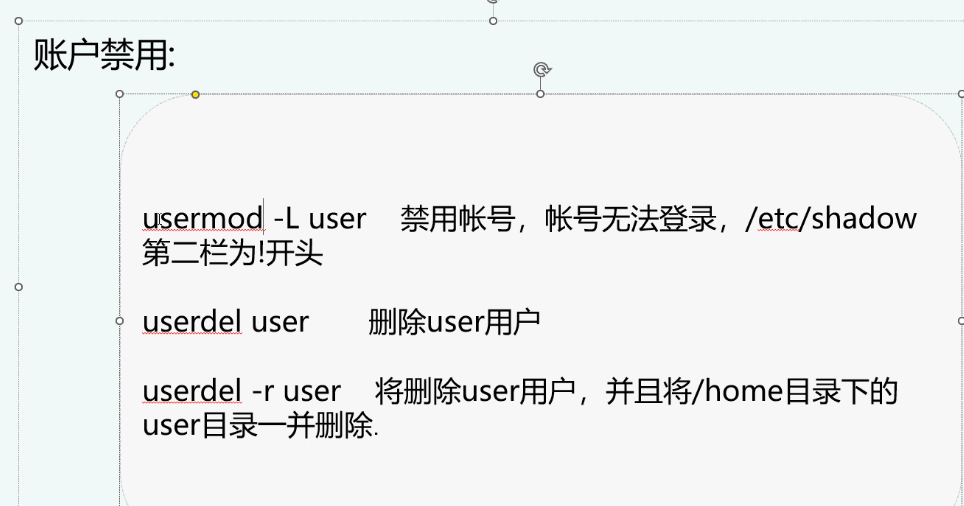 账户禁用:
usermod -L user 禁用帐号，帐号无法登录，/etc/shadow
第二栏为!开头
userdel user 删除user用户
userdel -r user 将删除user用户，并且将/home目录下的
user目录一并删除.